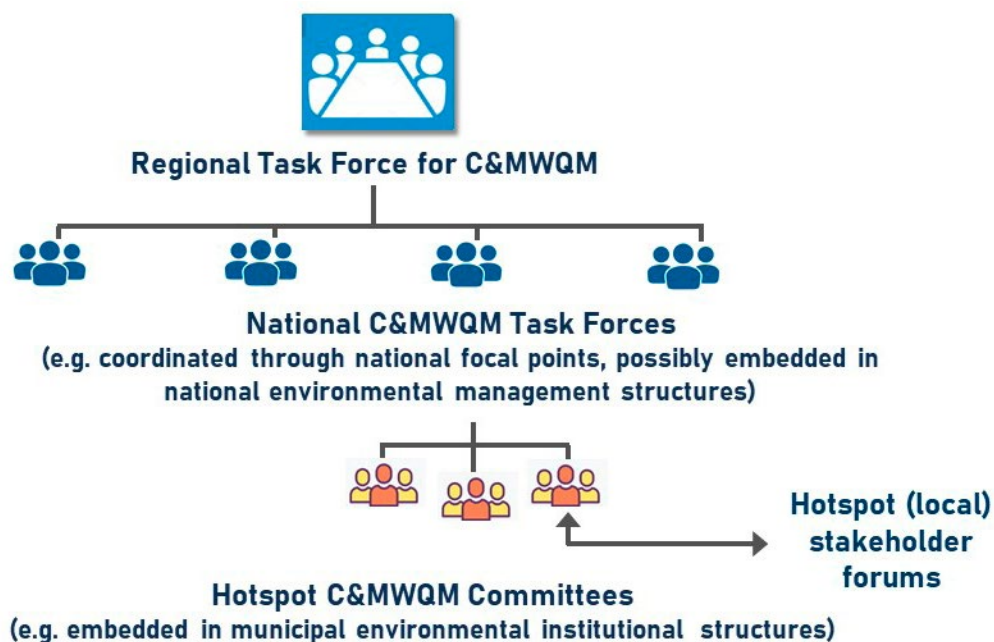 Regional Task Force for C&MWQM
National C&MWQM Task Forces
(e.g. coordinated through national focal points, possibly embedded in
national environmental management structures)
Hotspot (local)
stakeholder
forums
Hotspot C&MWQM Committees
(e.g. embedded in municipal environmental institutional structures)